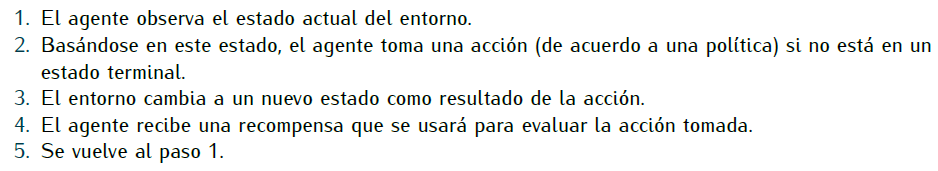 1. El agente observa el estado actual del entorno.
2. Basándose en este estado, el agente toma una acción (de acuerdo a una política) si no está en un
estado terminal.
3. El entorno cambia a un nuevo estado como resultado de la acción.
4. El agente recibe una recompensa que se usará para evaluar la acción tomada.
5. Se vuelve al paso 1.